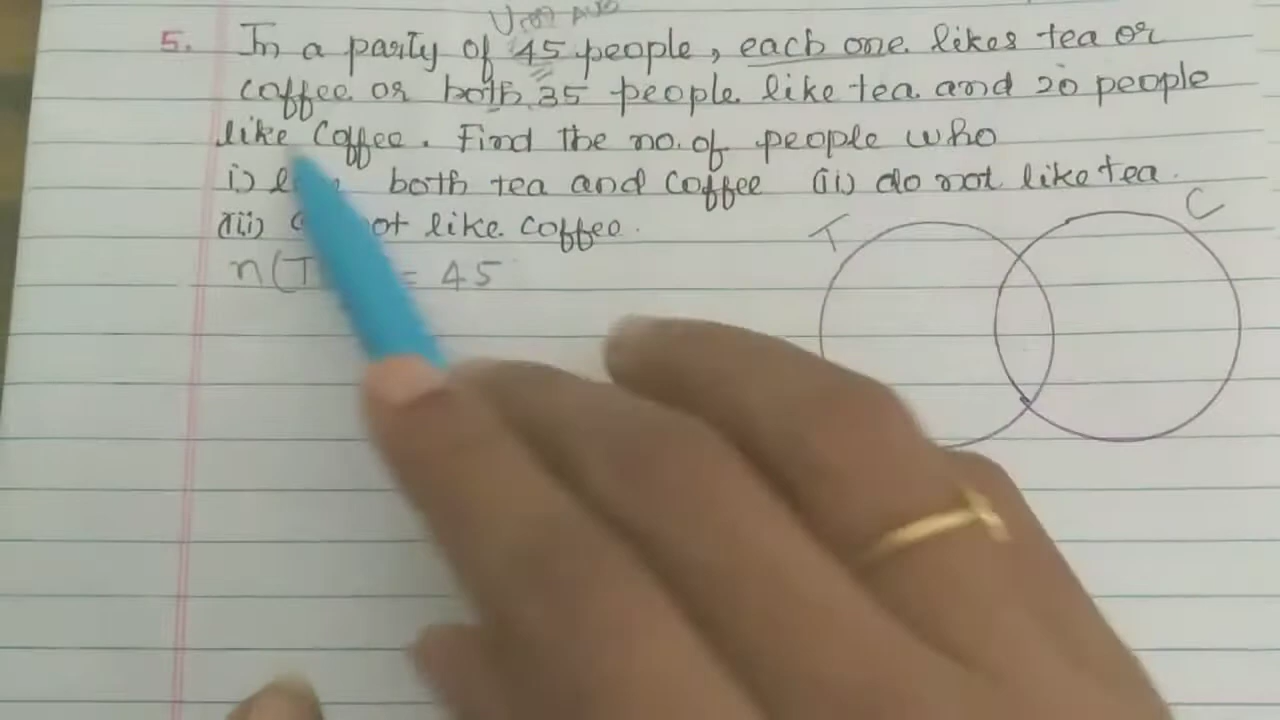 5. In a party of 45 people, each one likes tea or
coffee or both. 35 people like tea and 20 people
like Coffee. Find the no. of people who
i) both tea and coffee (ii) do not like tea.
(iii) like coffee.
n(T = 45
T
C